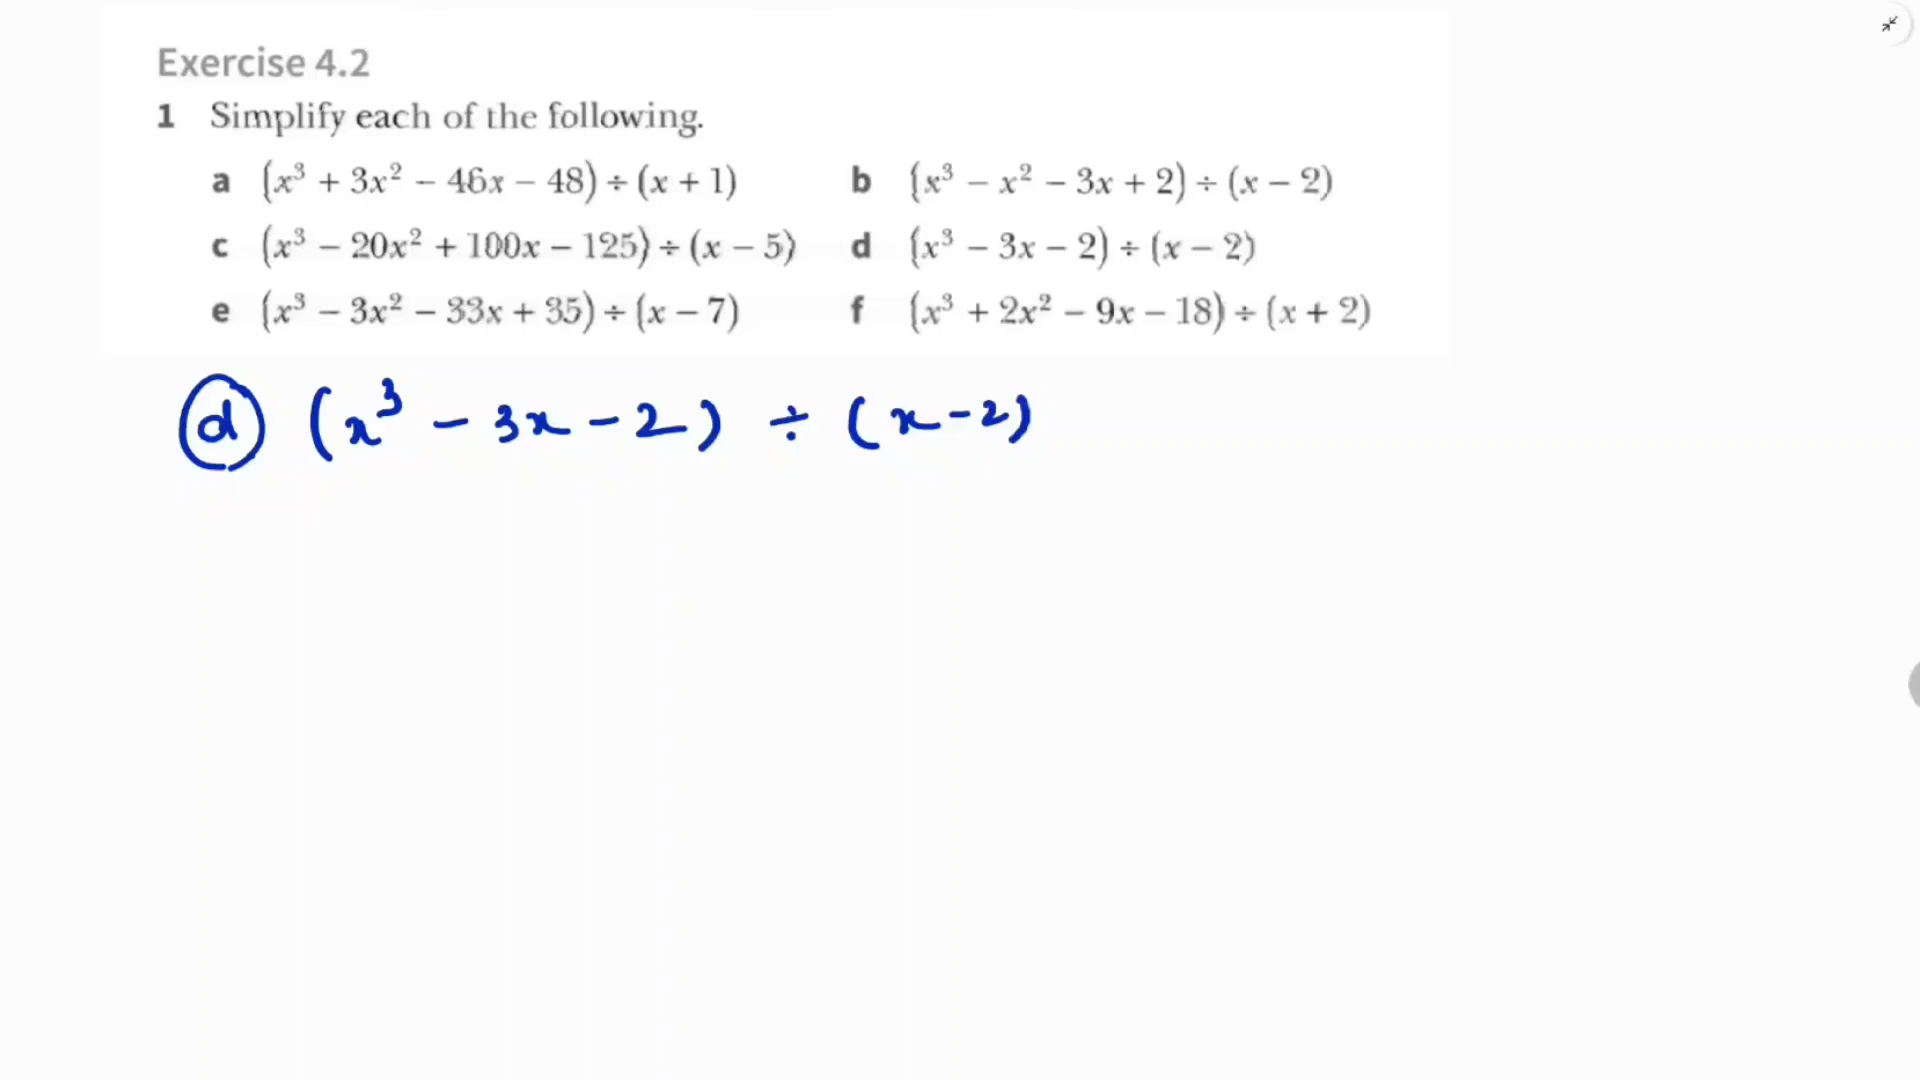 Exercise 4.2
1 Simplify each of the following.
a (x³ + 3x² − 46x − 48) ÷ (x + 1) b (x³ − x² − 3x + 2) ÷ (x − 2)
c (x³ − 20x² + 100x − 125) ÷ (x − 5) d (x³ − 3x − 2) ÷ (x − 2)
e (x³ − 3x² − 33x + 35) ÷ (x − 7) f (x³ + 2x² − 9x − 18) ÷ (x + 2)
d (x³ − 3x − 2) ÷ (x − 2)